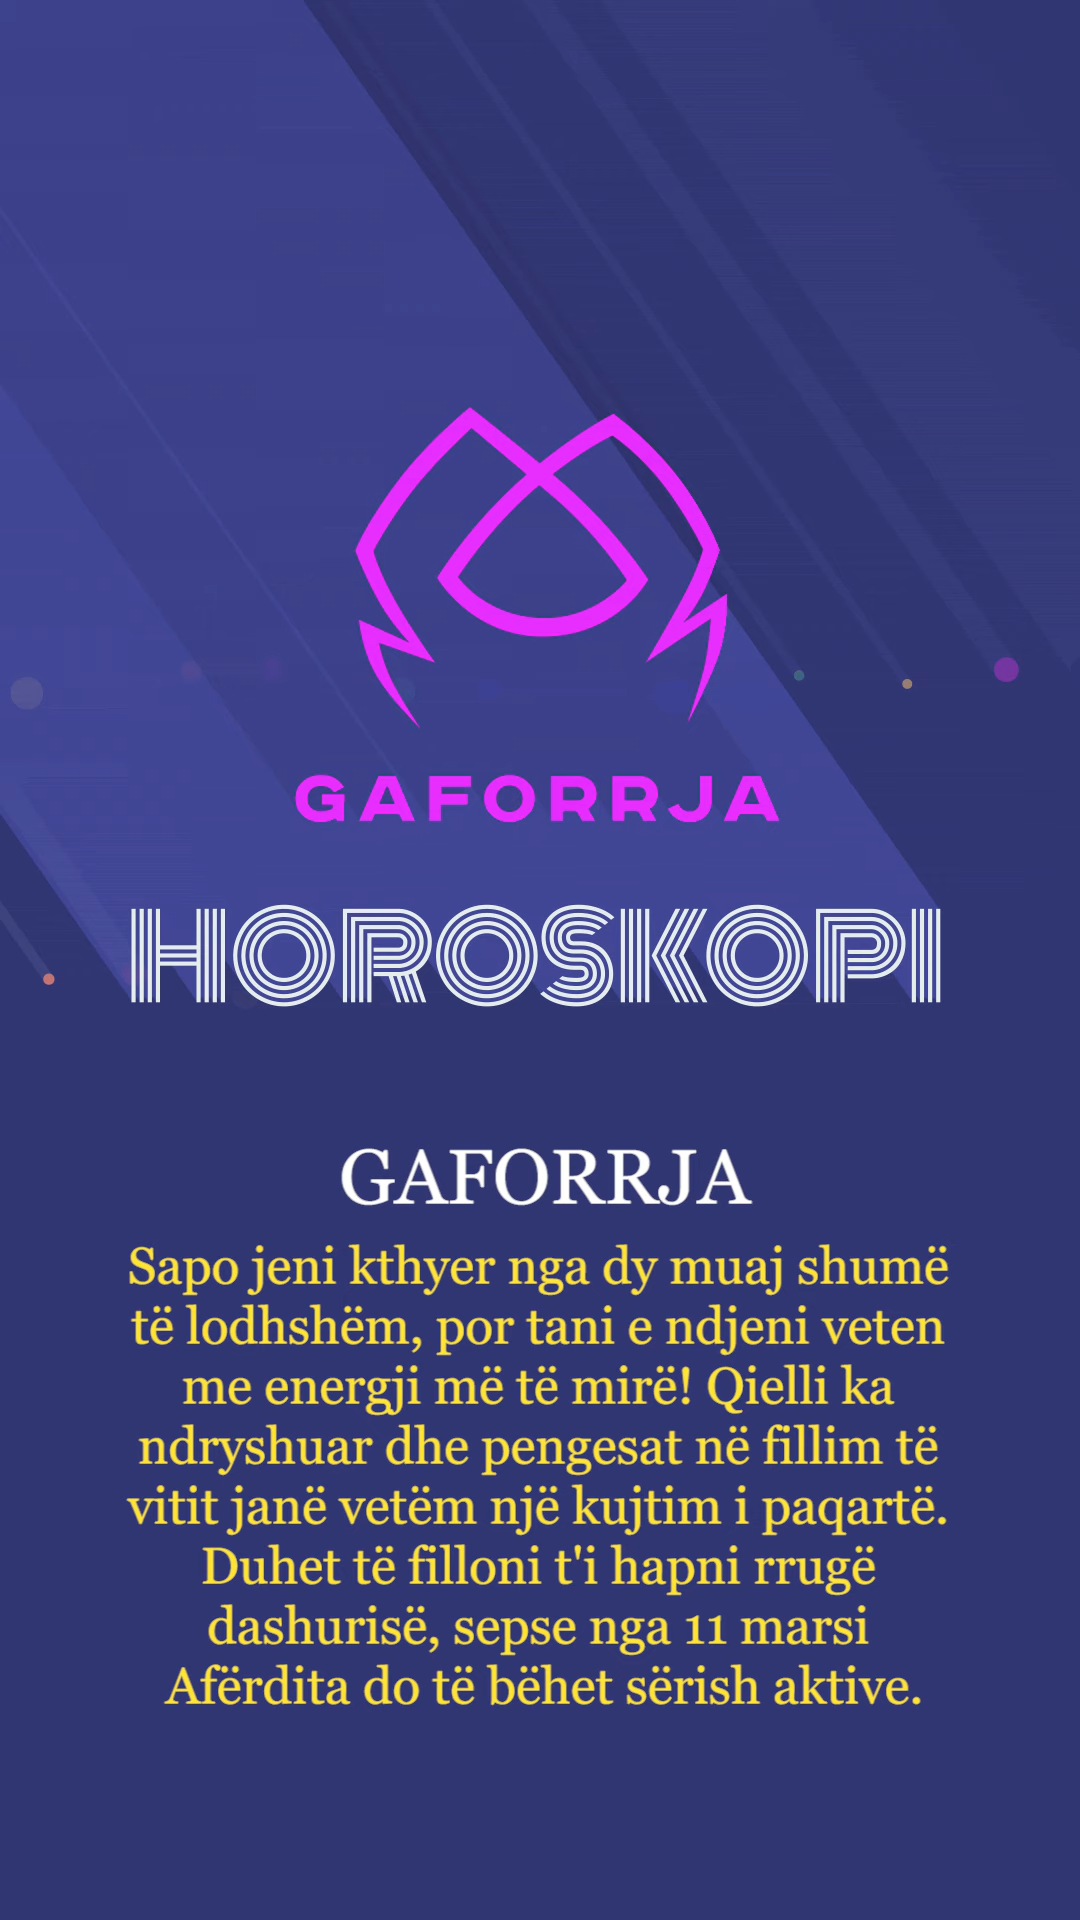 GAFORRJA
HOROSKOPI
GAFORRJA
Sapo jeni kthyer nga dy muaj shumë
të lodhshëm, por tani e ndjeni veten
me energji më të mirë! Qielli ka
ndryshuar dhe pengesat në fillim të
vitit janë vetëm një kujtim i paqartë.
Duhet të filloni t'i hapni rrugë
dashurisë, sepse nga 11 marsi
Afërdita do të bëhet sërish aktive.